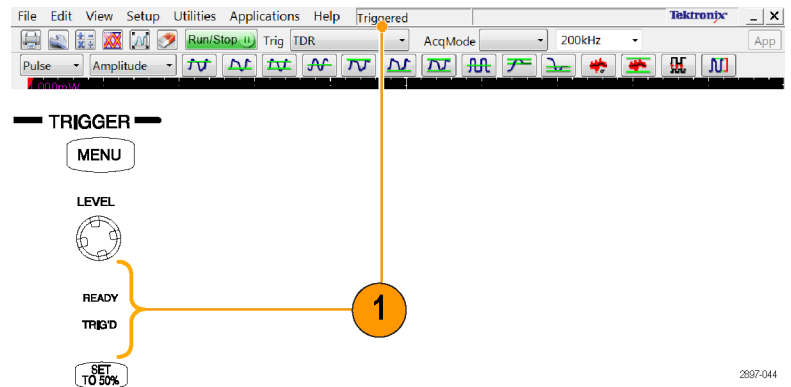 File Edit View Setup Utilities Applications Help Triggered Tektronix
Run/Stop Trig TDR AcqMode 200kHz App
Pulse Amplitude
TRIGGER
MENU
LEVEL
READY
TRIG'D
1
SET
TO 50%
2897-044